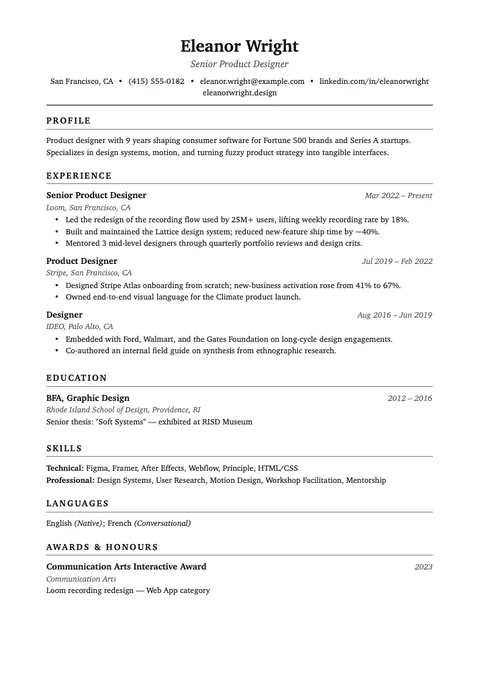 Eleanor Wright
Senior Product Designer
San Francisco, CA • (415) 555-0182 • eleanor.wright@example.com • linkedin.com/in/eleanorwright
eleanorwright.design
PROFILE
Product designer with 9 years shaping consumer software for Fortune 500 brands and Series A startups.
Specializes in design systems, motion, and turning fuzzy product strategy into tangible interfaces.
EXPERIENCE
Senior Product Designer Mar 2022 – Present
Loom, San Francisco, CA
• Led the redesign of the recording flow used by 25M+ users, lifting weekly recording rate by 18%.
• Built and maintained the Lattice design system; reduced new-feature ship time by ~40%.
• Mentored 3 mid-level designers through quarterly portfolio reviews and design crits.
Product Designer Jul 2019 – Feb 2022
Stripe, San Francisco, CA
• Designed Stripe Atlas onboarding from scratch; new-business activation rose from 41% to 67%.
• Owned end-to-end visual language for the Climate product launch.
Designer Aug 2016 – Jun 2019
IDEO, Palo Alto, CA
• Embedded with Ford, Walmart, and the Gates Foundation on long-cycle design engagements.
• Co-authored an internal field guide on synthesis from ethnographic research.
EDUCATION
BFA, Graphic Design 2012 – 2016
Rhode Island School of Design, Providence, RI
Senior thesis: "Soft Systems" — exhibited at RISD Museum
SKILLS
Technical: Figma, Framer, After Effects, Webflow, Principle, HTML/CSS
Professional: Design Systems, User Research, Motion Design, Workshop Facilitation, Mentorship
LANGUAGES
English (Native); French (Conversational)
AWARDS & HONOURS
Communication Arts Interactive Award 2023
Communication Arts
Loom recording redesign — Web App category